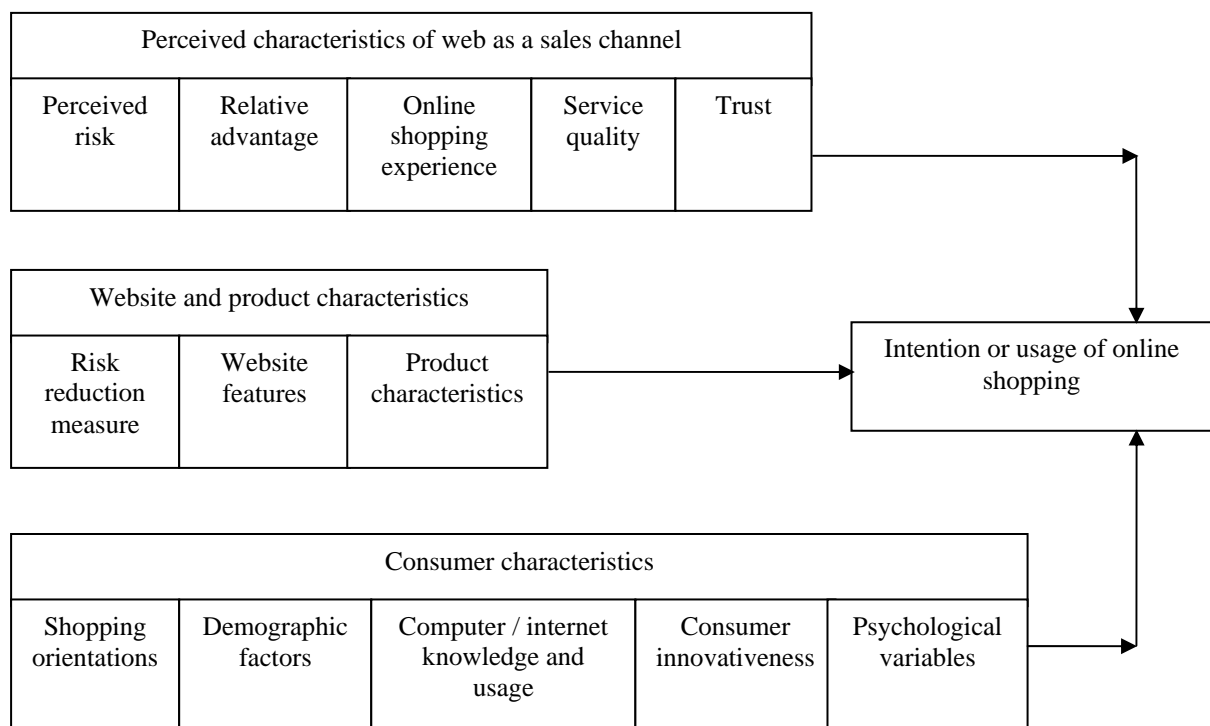 Perceived characteristics of web as a sales channel
Perceived
risk
Relative
advantage
Online
shopping
experience
Service
quality
Trust
Website and product characteristics
Risk
reduction
measure
Website
features
Product
characteristics
Intention or usage of online
shopping
Consumer characteristics
Shopping
orientations
Demographic
factors
Computer / internet
knowledge and
usage
Consumer
innovativeness
Psychological
variables